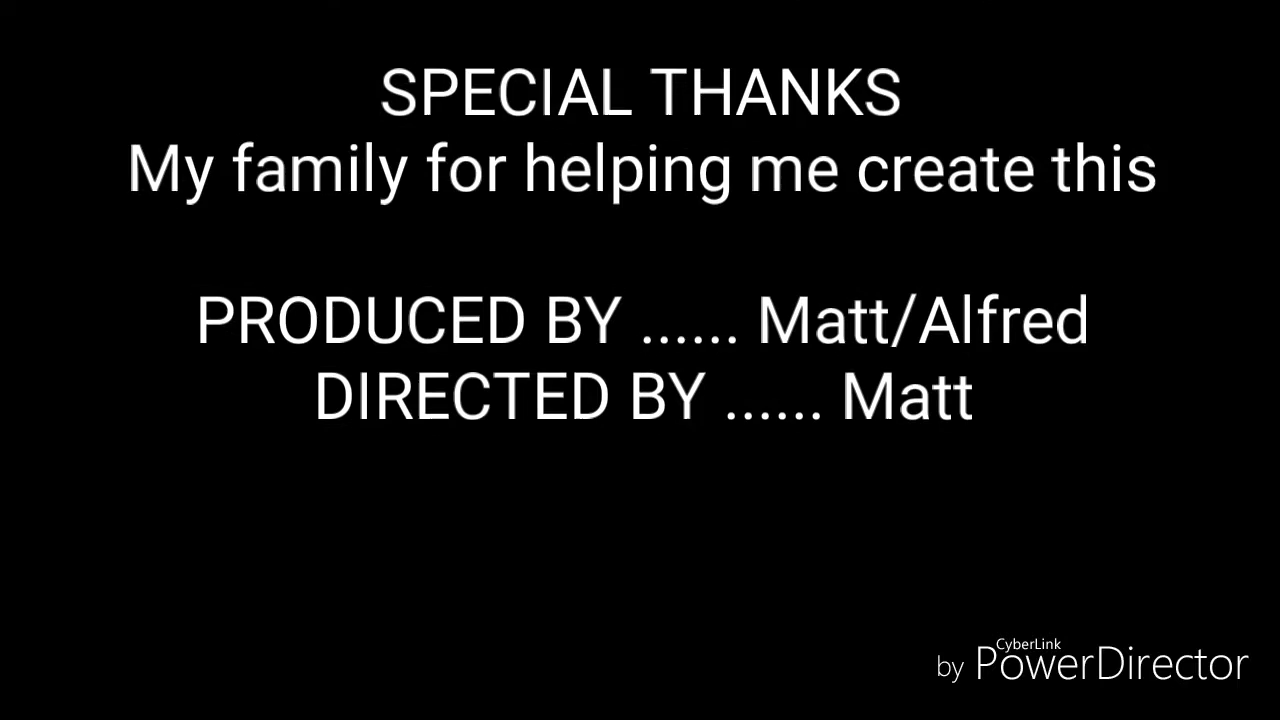 SPECIAL THANKS
My family for helping me create this
PRODUCED BY ...... Matt/Alfred
DIRECTED BY ...... Matt
CyberLink
by PowerDirector